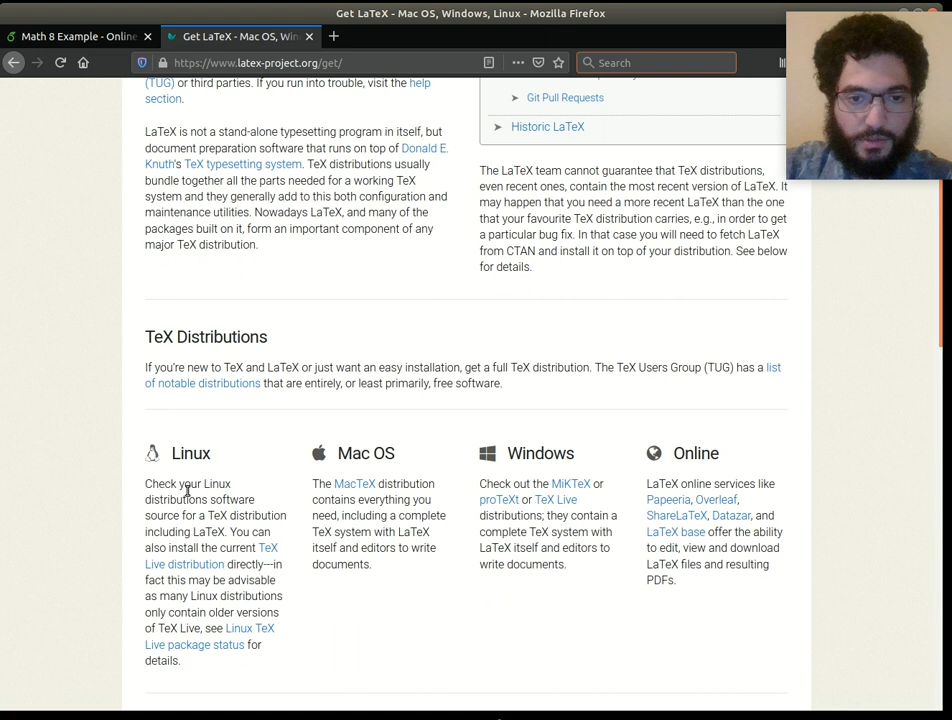 Get LaTeX - Mac OS, Windows, Linux - Mozilla Firefox
Math 8 Example - Online
Get LaTeX - Mac OS, Win
https://www.latex-project.org/get/
Search
(TUG) or third parties. If you run into trouble, visit the help
section.
LaTeX is not a stand-alone typesetting program in itself, but
document preparation software that runs on top of Donald E.
Knuth's TeX typesetting system. TeX distributions usually
bundle together all the parts needed for a working TeX
system and they generally add to this both configuration and
maintenance utilities. Nowadays LaTeX, and many of the
packages built on it, form an important component of any
major TeX distribution.
Git Pull Requests
Historic LaTeX
The LaTeX team cannot guarantee that TeX distributions,
even recent ones, contain the most recent version of LaTeX. It
may happen that you need a more recent LaTeX than the one
that your favourite TeX distribution carries, e.g., in order to get
a particular bug fix. In that case you will need to fetch LaTeX
from CTAN and install it on top of your distribution. See below
for details.
TeX Distributions
If you're new to TeX and LaTeX or just want an easy installation, get a full TeX distribution. The TeX Users Group (TUG) has a list
of notable distributions that are entirely, or least primarily, free software.
Linux
Check your Linux
distributions software
source for a TeX distribution
including LaTeX. You can
also install the current TeX
Live distribution directly---in
fact this may be advisable
as many Linux distributions
only contain older versions
of TeX Live, see Linux TeX
Live package status for
details.
Mac OS
The MacTeX distribution
contains everything you
need, including a complete
TeX system with LaTeX
itself and editors to write
documents.
Windows
Check out the MiKTeX or
proTeXt or TeX Live
distributions; they contain a
complete TeX system with
LaTeX itself and editors to
write documents.
Online
LaTeX online services like
Papeeria, Overleaf,
ShareLaTeX, Datazar, and
LaTeX base offer the ability
to edit, view and download
LaTeX files and resulting
PDFs.